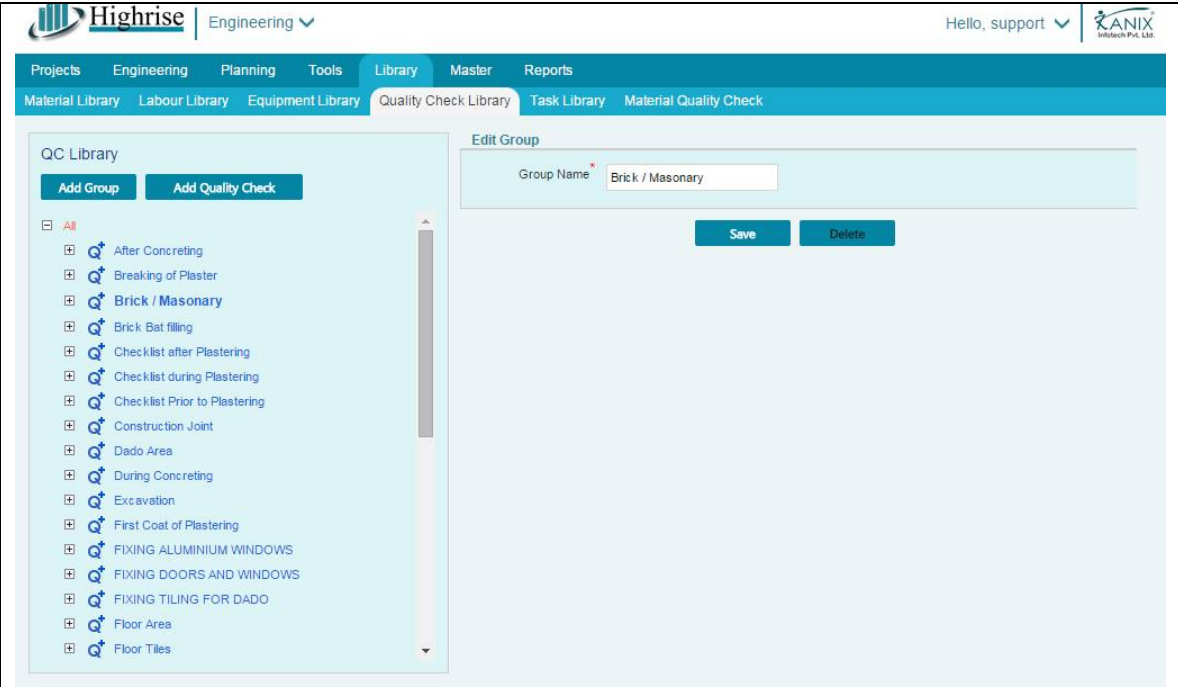 Highrise Engineering Hello, support KANIX
Infotech Pvt. Ltd.
Projects Engineering Planning Tools Library Master Reports
Material Library Labour Library Equipment Library Quality Check Library Task Library Material Quality Check
QC Library
Add Group Add Quality Check
All
After Concreting
Breaking of Plaster
Brick / Masonary
Brick Bat filling
Checklist after Plastering
Checklist during Plastering
Checklist Prior to Plastering
Construction Joint
Dado Area
During Concreting
Excavation
First Coat of Plastering
FIXING ALUMINIUM WINDOWS
FIXING DOORS AND WINDOWS
FIXING TILING FOR DADO
Floor Area
Floor Tiles
Edit Group
Group Name* Brick / Masonary
Save Delete